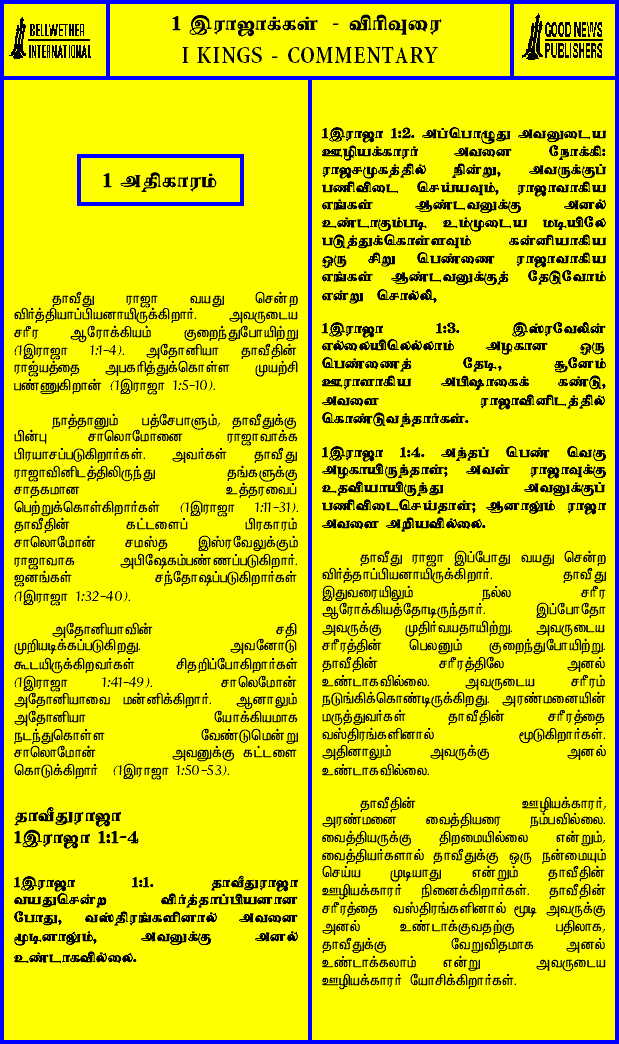 BELLWETHER
INTERNATIONAL
1 இராஜாக்கள் - விரிவுரை
I KINGS - COMMENTARY
GOOD NEWS
PUBLISHERS
1 அதிகாரம்
தாவீது ராஜா வயது சென்ற
விர்த்தியாப்பியனாயிருக்கிறார். அவருடைய
சரீர ஆரோக்கியம் குறைந்துபோயிற்று
(1இராஜா 1:1-4). அதோனியா தாவீதின்
ராஜ்யத்தை அபகரித்துக்கொள்ள முயற்சி
பண்ணுகிறான் (1இராஜா 1:5-10).
நாத்தானும் பத்சேபாளும், தாவீதுக்கு
பின்பு சாலொமோனை ராஜாவாக்க
பிரயாசப்படுகிறார்கள். அவர்கள் தாவீது
ராஜாவினிடத்திலிருந்து தங்களுக்கு
சாதகமான உத்தரவைப்
பெற்றுக்கொள்கிறார்கள் (1இராஜா 1:11-31).
தாவீதின் கட்டளைப் பிரகாரம்
சாலொமோன் சமஸ்த இஸ்ரவேலுக்கும்
ராஜாவாக அபிஷேகம்பண்ணப்படுகிறார்.
ஜனங்கள் சந்தோஷப்படுகிறார்கள்
(1இராஜா 1:32-40).
அதோனியாவின் சதி
முறியடிக்கப்படுகிறது. அவனோடு
கூடயிருக்கிறவர்கள் சிதறிப்போகிறார்கள்
(1இராஜா 1:41-49). சாலெமோன்
அதோனியாவை மன்னிக்கிறார். ஆனாலும்
அதோனியா யோக்கியமாக
நடந்துகொள்ள வேண்டுமென்று
சாலொமோன் அவனுக்கு கட்டளை
கொடுக்கிறார் (1இராஜா 1:50-53).
தாவீதுராஜா
1இராஜா 1:1-4
1இராஜா 1:1. தாவீதுராஜா
வயதுசென்ற விர்த்தாப்பியனான
போது, வஸ்திரங்களினால் அவனை
மூடினாலும், அவனுக்கு அனல்
உண்டாகவில்லை.
1இராஜா 1:2. அப்பொழுது அவனுடைய
ஊழியக்காரர் அவனை நோக்கி:
ராஜசமுகத்தில் நின்று, அவருக்குப்
பணிவிடை செய்யவும், ராஜாவாகிய
எங்கள் ஆண்டவனுக்கு அனல்
உண்டாகும்படி உம்முடைய மடியிலே
படுத்துக்கொள்ளவும் கன்னியாகிய
ஒரு சிறு பெண்ணை ராஜாவாகிய
எங்கள் ஆண்டவனுக்குத் தேடுவோம்
என்று சொல்லி,
1இராஜா 1:3. இஸ்ரவேலின்
எல்லையிலெல்லாம் அழகான ஒரு
பெண்ணைத் தேடி, சூனேம்
ஊராளாகிய அபிஷாகைக் கண்டு,
அவளை ராஜாவினிடத்தில்
கொண்டுவந்தார்கள்.
1இராஜா 1:4. அந்தப் பெண் வெகு
அழகாயிருந்தாள்; அவள் ராஜாவுக்கு
உதவியாயிருந்து அவனுக்குப்
பணிவிடைசெய்தாள்; ஆனாலும் ராஜா
அவளை அறியவில்லை.
தாவீது ராஜா இப்போது வயது சென்ற
விர்த்தாப்பியனாயிருக்கிறார். தாவீது
இதுவரையிலும் நல்ல சரீர
ஆரோக்கியத்தோடிருந்தார். இப்போதோ
அவருக்கு முதிர்வயதாயிற்று. அவருடைய
சரீரத்தின் பெலனும் குறைந்துபோயிற்று.
தாவீதின் சரீரத்திலே அனல்
உண்டாகவில்லை. அவருடைய சரீரம்
நடுங்கிக்கொண்டிருக்கிறது. அரண்மனையின்
மருத்துவர்கள் தாவீதின் சரீரத்தை
வஸ்திரங்களினால் மூடுகிறார்கள்.
அதினாலும் அவருக்கு அனல்
உண்டாகவில்லை.
தாவீதின் ஊழியக்காரர்,
அரண்மனை வைத்தியரை நம்பவில்லை.
வைத்தியருக்கு திறமையில்லை என்றும்,
வைத்தியர்களால் தாவீதுக்கு ஒரு நன்மையும்
செய்ய முடியாது என்றும் தாவீதின்
ஊழியக்காரர் நினைக்கிறார்கள். தாவீதின்
சரீரத்தை வஸ்திரங்களினால் மூடி அவருக்கு
அனல் உண்டாக்குவதற்கு பதிலாக,
தாவீதுக்கு வேறுவிதமாக அனல்
உண்டாக்கலாம் என்று அவருடைய
ஊழியக்காரர் யோசிக்கிறார்கள்.